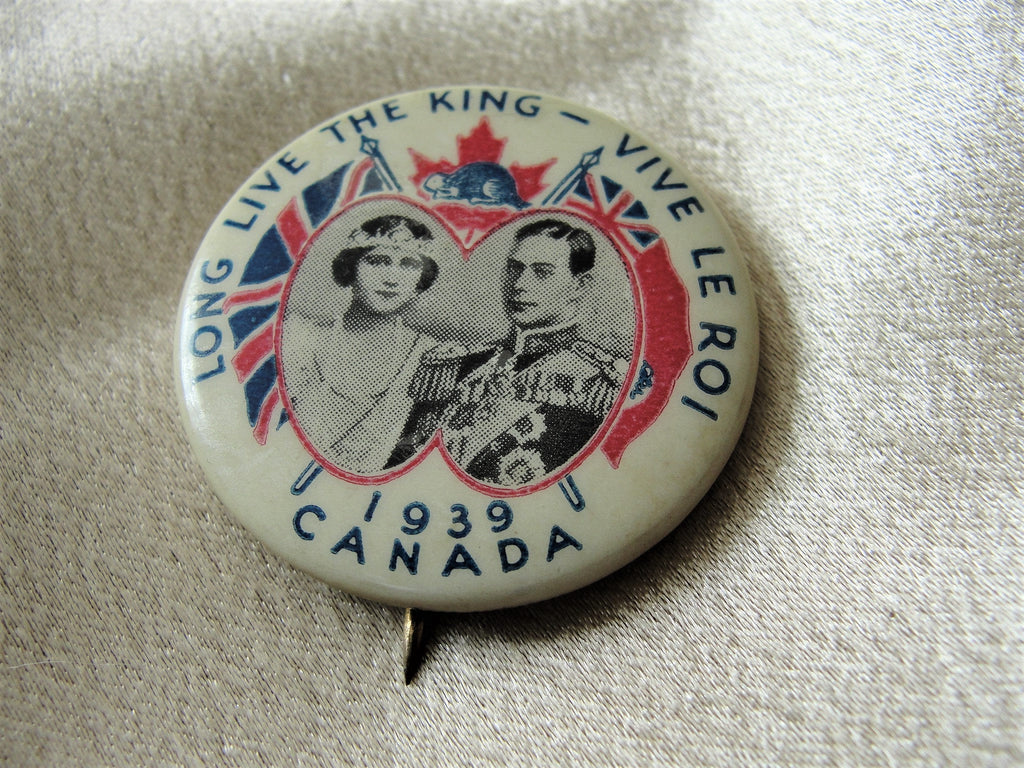 LONG LIVE THE KING – VIVE LE ROI
1939
CANADA